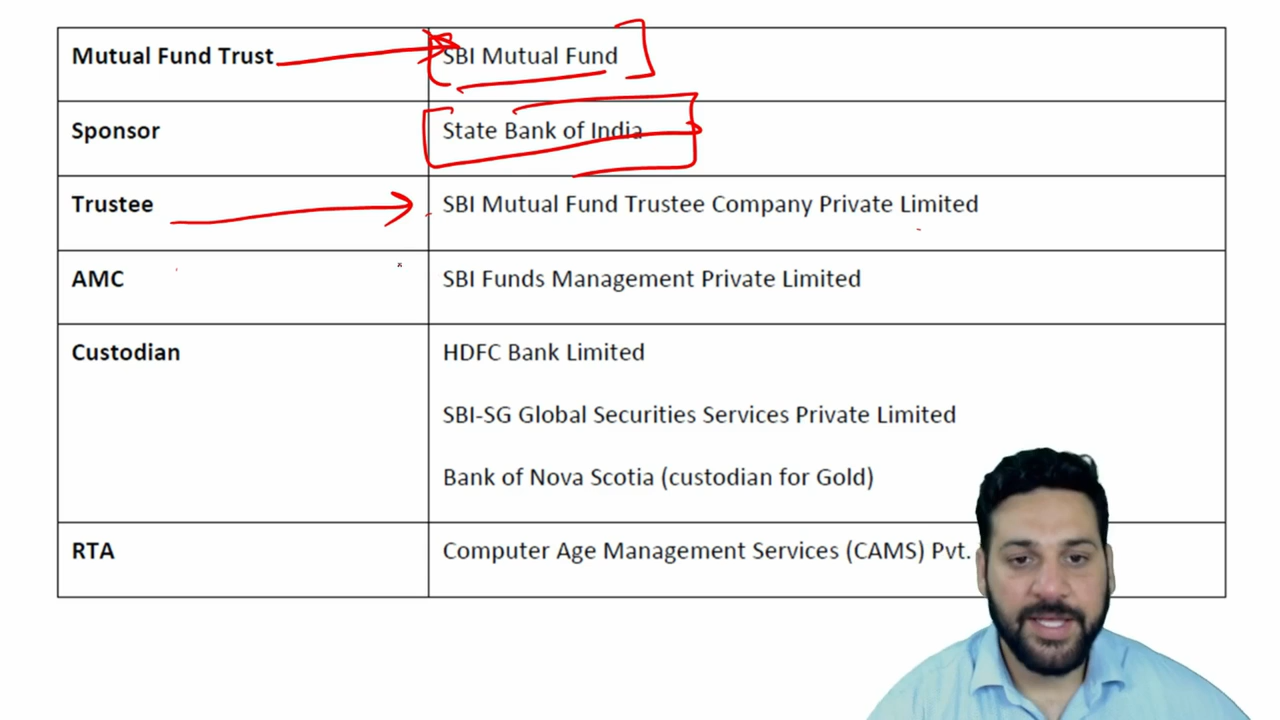 Mutual Fund Trust SBI Mutual Fund
Sponsor State Bank of India
Trustee SBI Mutual Fund Trustee Company Private Limited
AMC SBI Funds Management Private Limited
Custodian HDFC Bank Limited
SBI-SG Global Securities Services Private Limited
Bank of Nova Scotia (custodian for Gold)
RTA Computer Age Management Services (CAMS) Pvt.